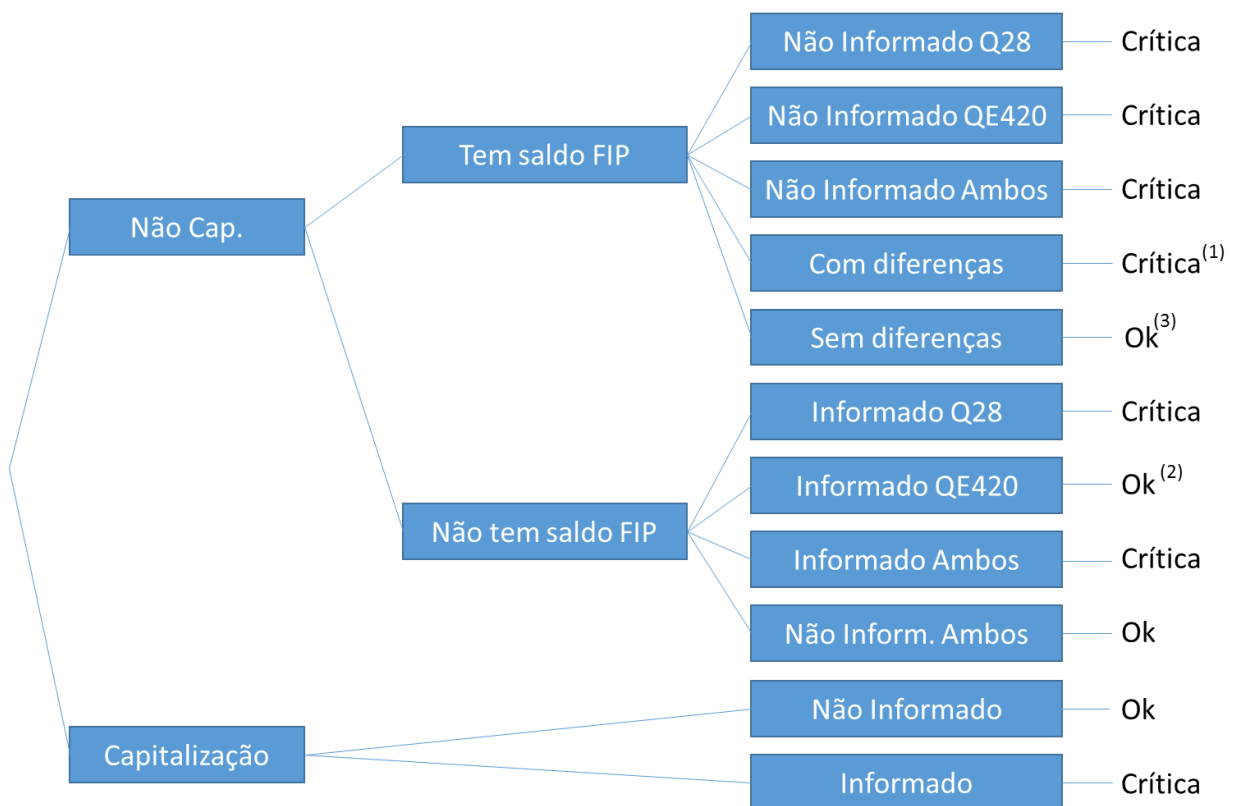 Não Informado Q28 Crítica
Não Informado QE420 Crítica
Tem saldo FIP
Não Informado Ambos Crítica
Não Cap.
Com diferenças Crítica(1)
Sem diferenças Ok(3)
Informado Q28 Crítica
Informado QE420 Ok (2)
Não tem saldo FIP
Informado Ambos Crítica
Não Inform. Ambos Ok
Não Informado Ok
Capitalização
Informado Crítica